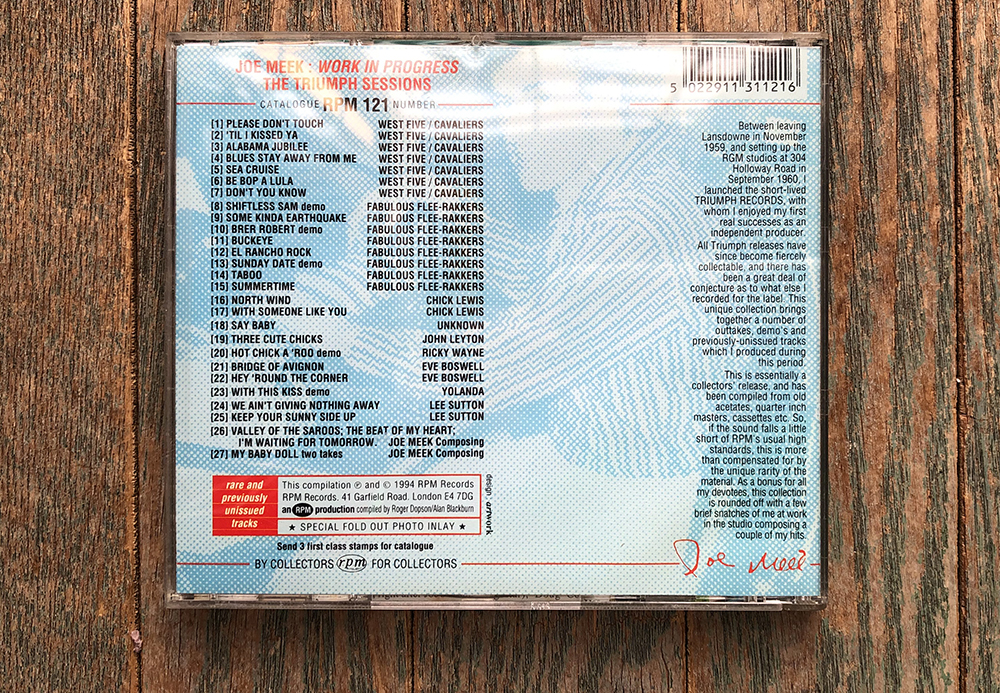 JOE MEEK : WORK IN PROGRESS
THE TRIUMPH SESSIONS
CATALOGUE RPM 121 NUMBER
5 022911 311216
[1] PLEASE DON'T TOUCH WEST FIVE / CAVALIERS
[2] 'TIL I KISSED YA WEST FIVE / CAVALIERS
[3] ALABAMA JUBILEE WEST FIVE / CAVALIERS
[4] BLUES STAY AWAY FROM ME WEST FIVE / CAVALIERS
[5] SEA CRUISE WEST FIVE / CAVALIERS
[6] BE BOP A LULA WEST FIVE / CAVALIERS
[7] DON'T YOU KNOW WEST FIVE / CAVALIERS
[8] SHIFTLESS SAM demo FABULOUS FLEE-RAKKERS
[9] SOME KINDA EARTHQUAKE FABULOUS FLEE-RAKKERS
[10] BRER ROBERT demo FABULOUS FLEE-RAKKERS
[11] BUCKEYE FABULOUS FLEE-RAKKERS
[12] EL RANCHO ROCK FABULOUS FLEE-RAKKERS
[13] SUNDAY DATE demo FABULOUS FLEE-RAKKERS
[14] TABOO FABULOUS FLEE-RAKKERS
[15] SUMMERTIME FABULOUS FLEE-RAKKERS
[16] NORTH WIND CHICK LEWIS
[17] WITH SOMEONE LIKE YOU CHICK LEWIS
[18] SAY BABY UNKNOWN
[19] THREE CUTE CHICKS JOHN LEYTON
[20] HOT CHICK A 'ROO demo RICKY WAYNE
[21] BRIDGE OF AVIGNON EVE BOSWELL
[22] HEY 'ROUND THE CORNER EVE BOSWELL
[23] WITH THIS KISS demo YOLANDA
[24] WE AIN'T GIVING NOTHING AWAY LEE SUTTON
[25] KEEP YOUR SUNNY SIDE UP LEE SUTTON
[26] VALLEY OF THE SAROOS; THE BEAT OF MY HEART;
I'M WAITING FOR TOMORROW. JOE MEEK Composing
[27] MY BABY DOLL two takes JOE MEEK Composing
rare and
previously
unissued
tracks
This compilation ℗ and © 1994 RPM Records
RPM Records. 41 Garfield Road. London E4 7DG
an RPM production compiled by Roger Dopson/Alan Blackburn
★ SPECIAL FOLD OUT PHOTO INLAY ★
design - artwork
Send 3 first class stamps for catalogue
BY COLLECTORS rpm FOR COLLECTORS
Between leaving
Lansdowne in November
1959, and setting up the
RGM studios at 304
Holloway Road in
September 1960, I
launched the short-lived
TRIUMPH RECORDS, with
whom I enjoyed my first
real successes as an
independent producer.
All Triumph releases have
since become fiercely
collectable, and there has
been a great deal of
conjecture as to what else I
recorded for the label. This
unique collection brings
together a number of
outtakes, demo's and
previously-unissued tracks
which I produced during
this period.
This is essentially a
collectors' release, and has
been compiled from old
acetates, quarter inch
masters, cassettes etc. So,
if the sound falls a little
short of RPM's usual high
standards, this is more
than compensated for by
the unique rarity of the
material. As a bonus for all
my devotees, this collection
is rounded off with a few
brief snatches of me at work
in the studio composing a
couple of my hits.
Joe Meek